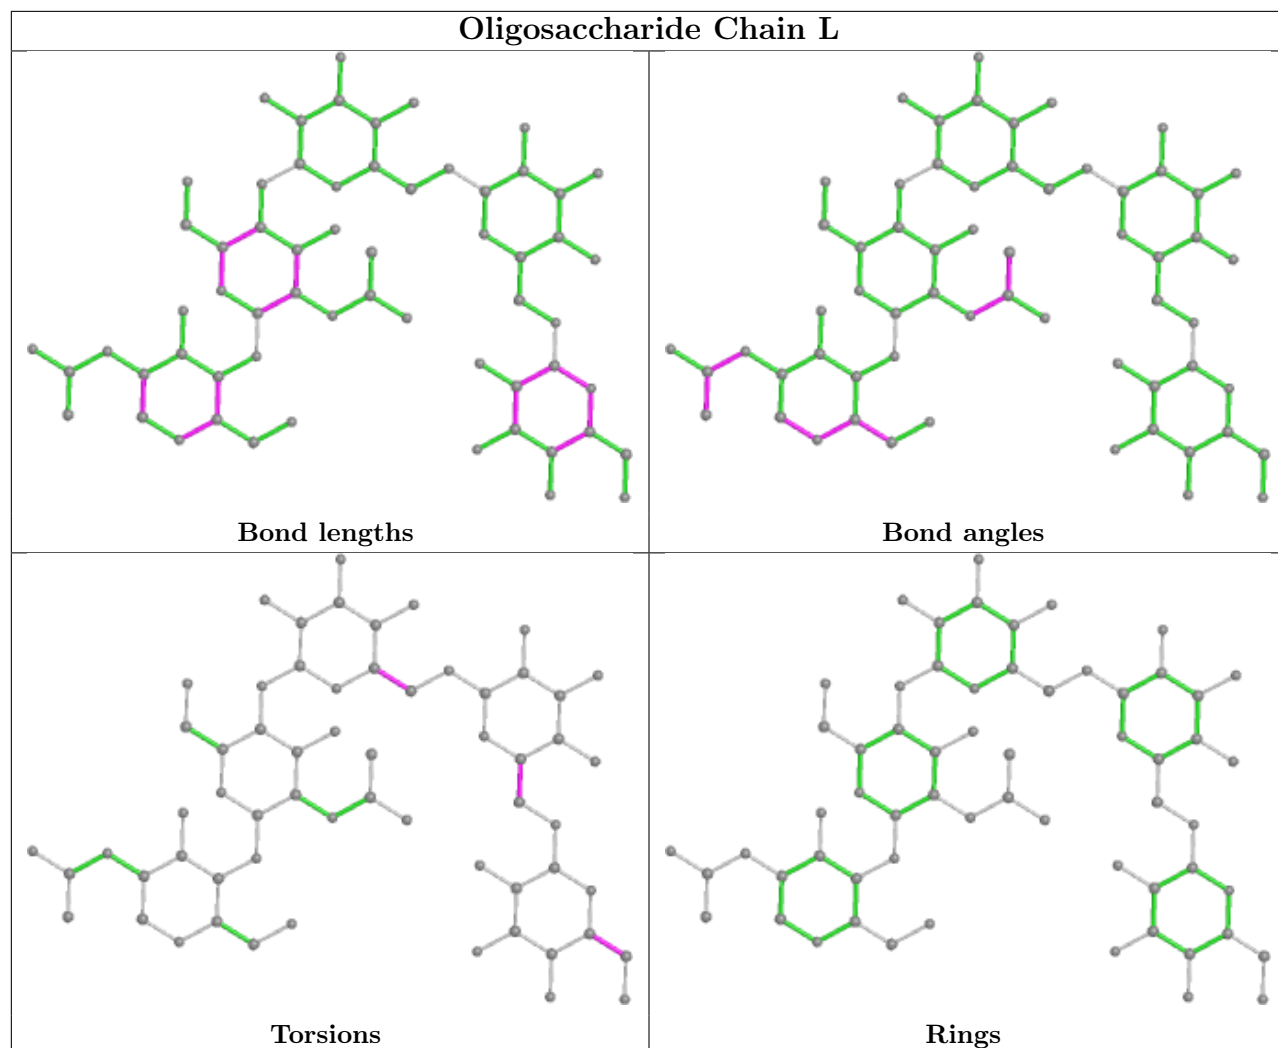 Oligosaccharide Chain L
Bond lengths
Bond angles
Torsions
Rings